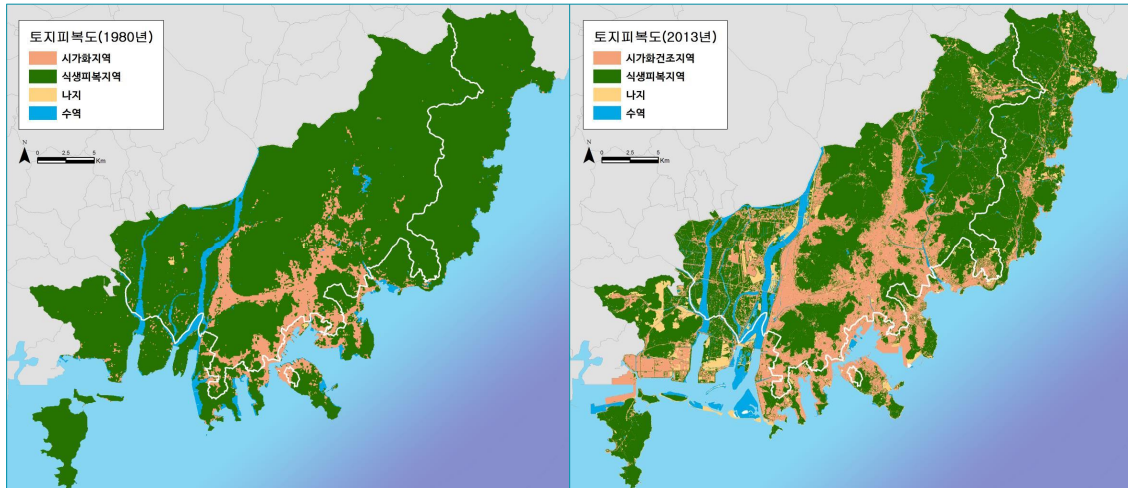 토지피복도(1980년)
시가화지역
식생피복지역
나지
수역
N
0 2.5 5
Km
토지피복도(2013년)
시가화건조지역
식생피복지역
나지
수역
N
0 2.5 5
Km